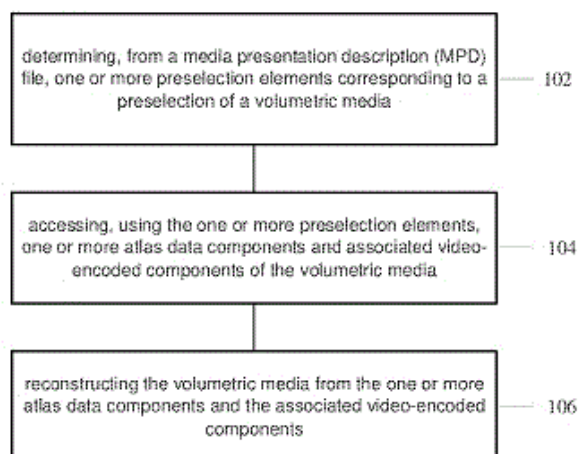 determining, from a media presentation description (MPD)
file, one or more preselection elements corresponding to a
preselection of a volumetric media
102
accessing, using the one or more preselection elements,
one or more atlas data components and associated video-
encoded components of the volumetric media
104
reconstructing the volumetric media from the one or more
atlas data components and the associated video-encoded
components
106